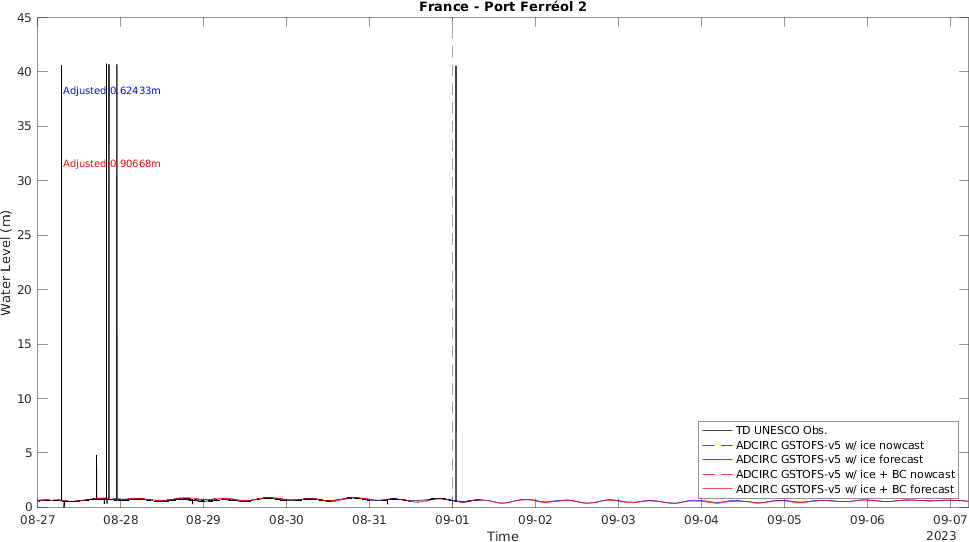 France - Port Ferréol 2
45
40
35
30
25
20
15
10
5
0
Water Level (m)
Adjusted 0.62433m
Adjusted 0.90668m
TD UNESCO Obs.
ADCIRC GSTOFS-v5 w/ ice nowcast
ADCIRC GSTOFS-v5 w/ ice forecast
ADCIRC GSTOFS-v5 w/ ice + BC nowcast
ADCIRC GSTOFS-v5 w/ ice + BC forecast
08-27 08-28 08-29 08-30 08-31 09-01 09-02 09-03 09-04 09-05 09-06 09-07
Time
2023